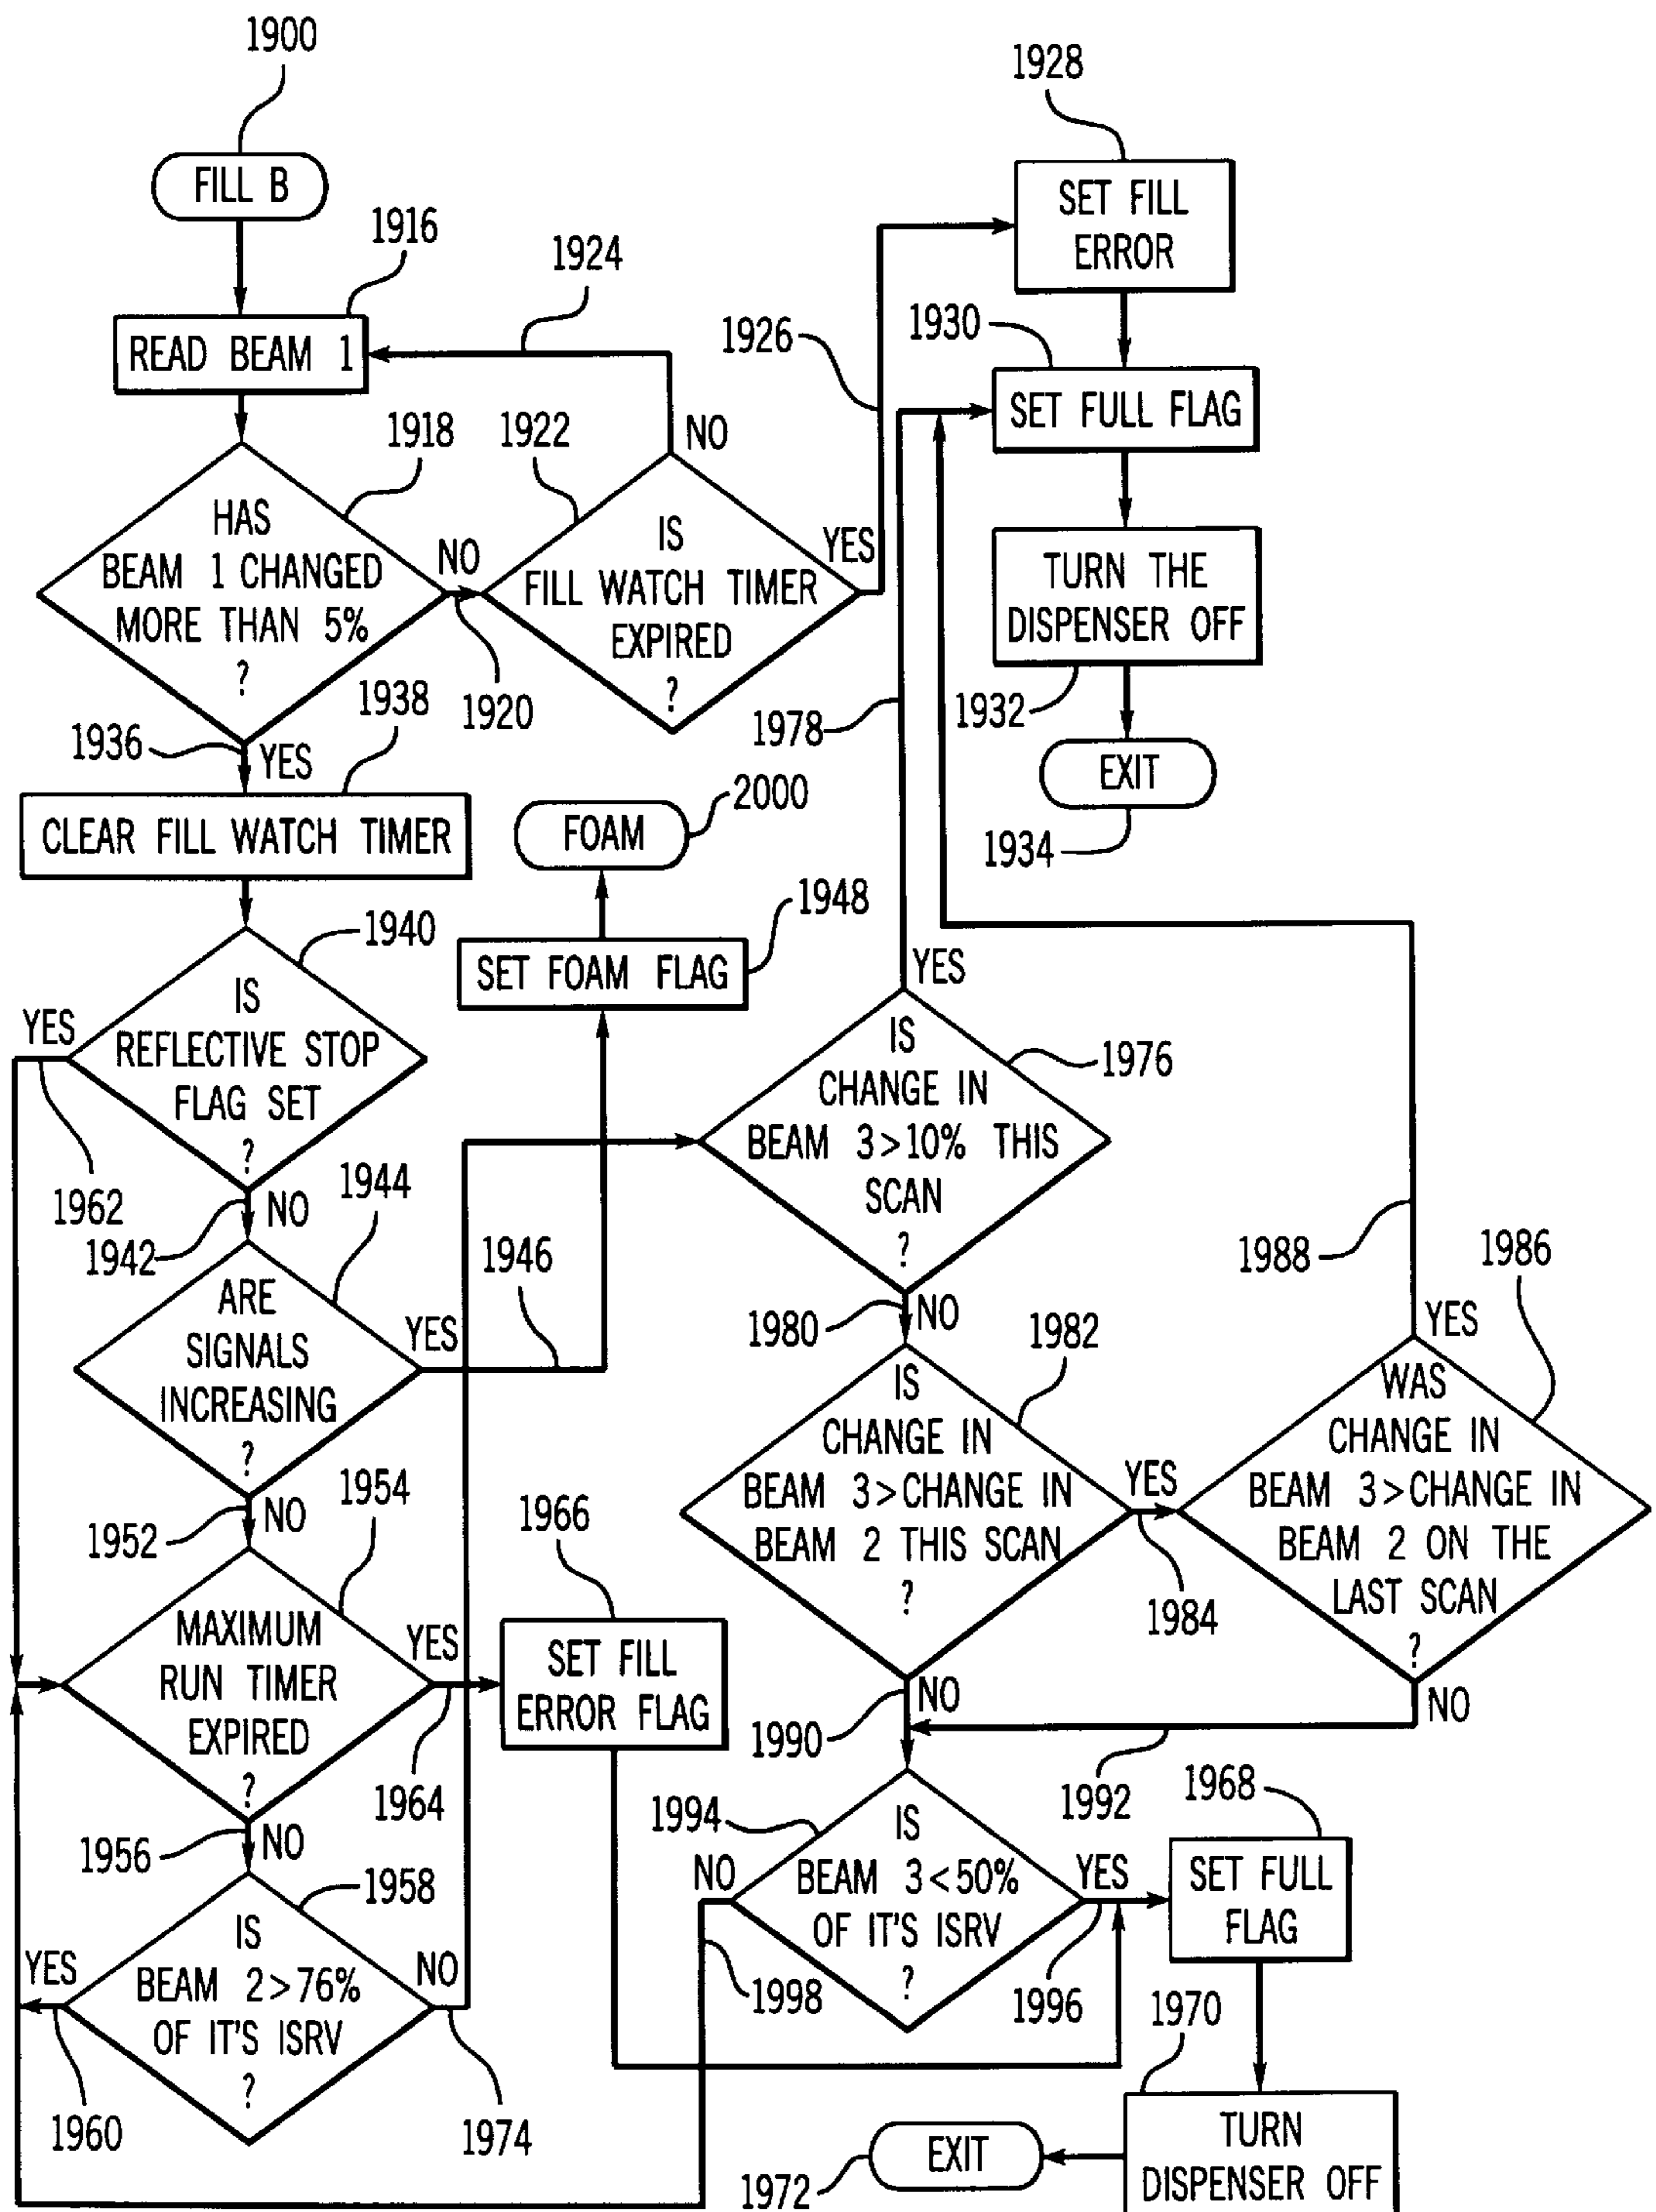 1900
FILL B
1916
READ BEAM 1
1924
1918
HAS
BEAM 1 CHANGED
MORE THAN 5%
?
NO
1920
1922
IS
FILL WATCH TIMER
EXPIRED
?
NO
YES
1926
1928
SET FILL
ERROR
1930
SET FULL FLAG
TURN THE
DISPENSER OFF
1932
EXIT
1934
1936
YES
1938
CLEAR FILL WATCH TIMER
1940
IS
REFLECTIVE STOP
FLAG SET
?
YES
1962
NO
1942
1944
ARE
SIGNALS
INCREASING
?
YES
1946
SET FOAM FLAG
1948
FOAM
2000
NO
1952
1954
MAXIMUM
RUN TIMER
EXPIRED
?
YES
1964
1966
SET FILL
ERROR FLAG
NO
1956
1958
IS
BEAM 2>76%
OF IT'S ISRV
?
YES
1960
NO
1974
1978
YES
1976
IS
CHANGE IN
BEAM 3>10% THIS
SCAN
?
NO
1980
1982
IS
CHANGE IN
BEAM 3>CHANGE IN
BEAM 2 THIS SCAN
?
YES
1984
1988
1986
YES
WAS
CHANGE IN
BEAM 3>CHANGE IN
BEAM 2 ON THE
LAST SCAN
?
NO
1992
NO
1990
1994
IS
BEAM 3<50%
OF IT'S ISRV
?
NO
1998
YES
1996
1968
SET FULL
FLAG
1970
TURN
DISPENSER OFF
EXIT
1972